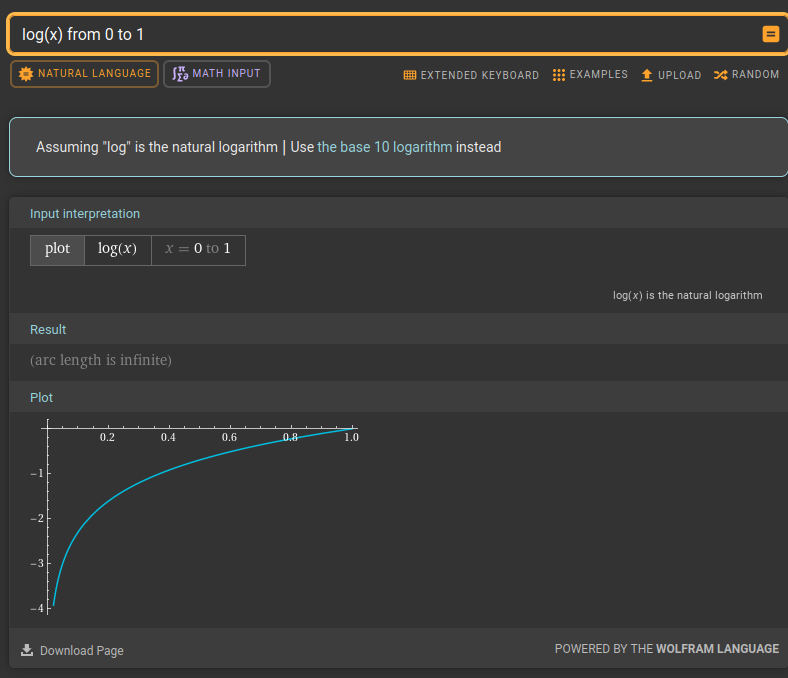 log(x) from 0 to 1
NATURAL LANGUAGE
MATH INPUT
EXTENDED KEYBOARD
EXAMPLES
UPLOAD
RANDOM
Assuming "log" is the natural logarithm | Use the base 10 logarithm instead
Input interpretation
plot log(x) x = 0 to 1
log(x) is the natural logarithm
Result
(arc length is infinite)
Plot
0.2 0.4 0.6 0.8 1.0
−1
−2
−3
−4
Download Page
POWERED BY THE WOLFRAM LANGUAGE